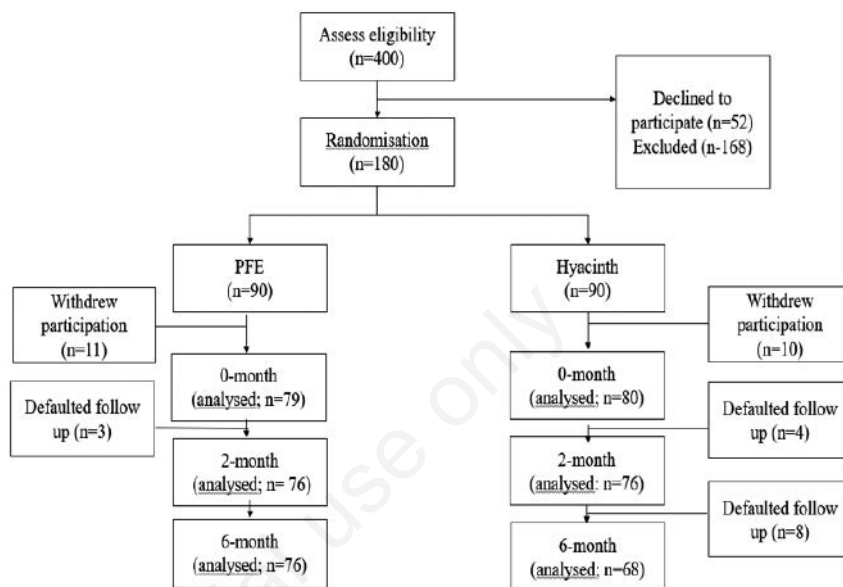 Assess eligibility
(n=400)
Declined to
participate (n=52)
Excluded (n-168)
Randomisation
(n=180)
PFE
(n=90)
Hyacinth
(n=90)
Withdrew
participation
(n=11)
Withdrew
participation
(n=10)
0-month
(analysed; n=79)
0-month
(analysed; n=80)
Defaulted follow
up (n=3)
Defaulted follow
up (n=4)
2-month
(analysed; n= 76)
2-month
(analysed: n=76)
Defaulted follow
up (n=8)
6-month
(analysed; n=76)
6-month
(analysed; n=68)
use only